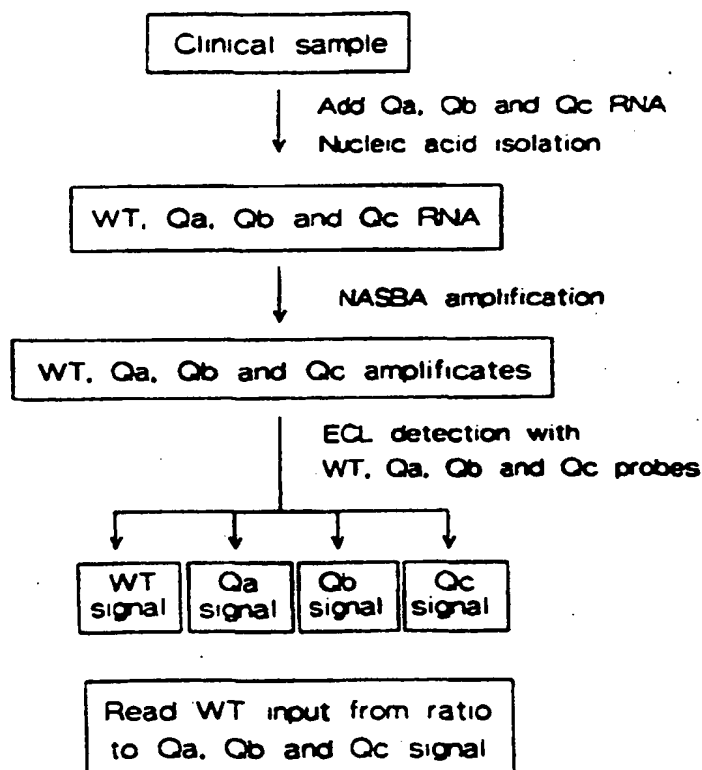 Clinical sample
Add Qa, Qb and Qc RNA
Nucleic acid isolation
WT, Qa, Qb and Qc RNA
NASBA amplification
WT, Qa, Qb and Qc amplificates
ECL detection with
WT, Qa, Qb and Qc probes
WT signal
Qa signal
Qb signal
Qc signal
Read WT input from ratio
to Qa, Qb and Qc signal